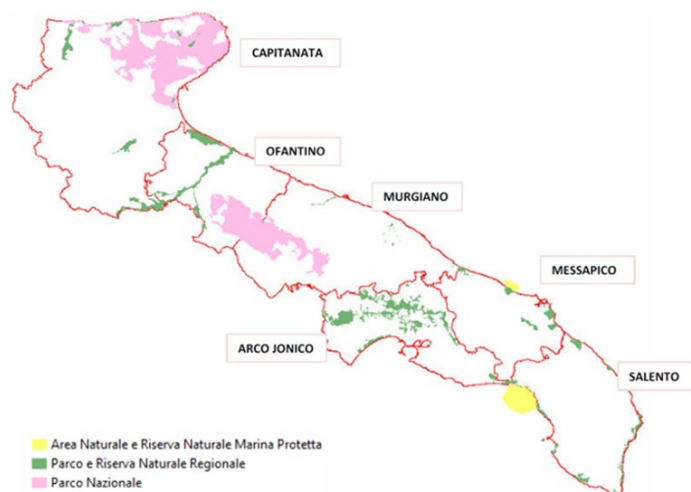 CAPITANATA
OFANTINO
MURGIANO
MESSAPICO
ARCO JONICO
SALENTO
Area Naturale e Riserva Naturale Marina Protetta
Parco e Riserva Naturale Regionale
Parco Nazionale